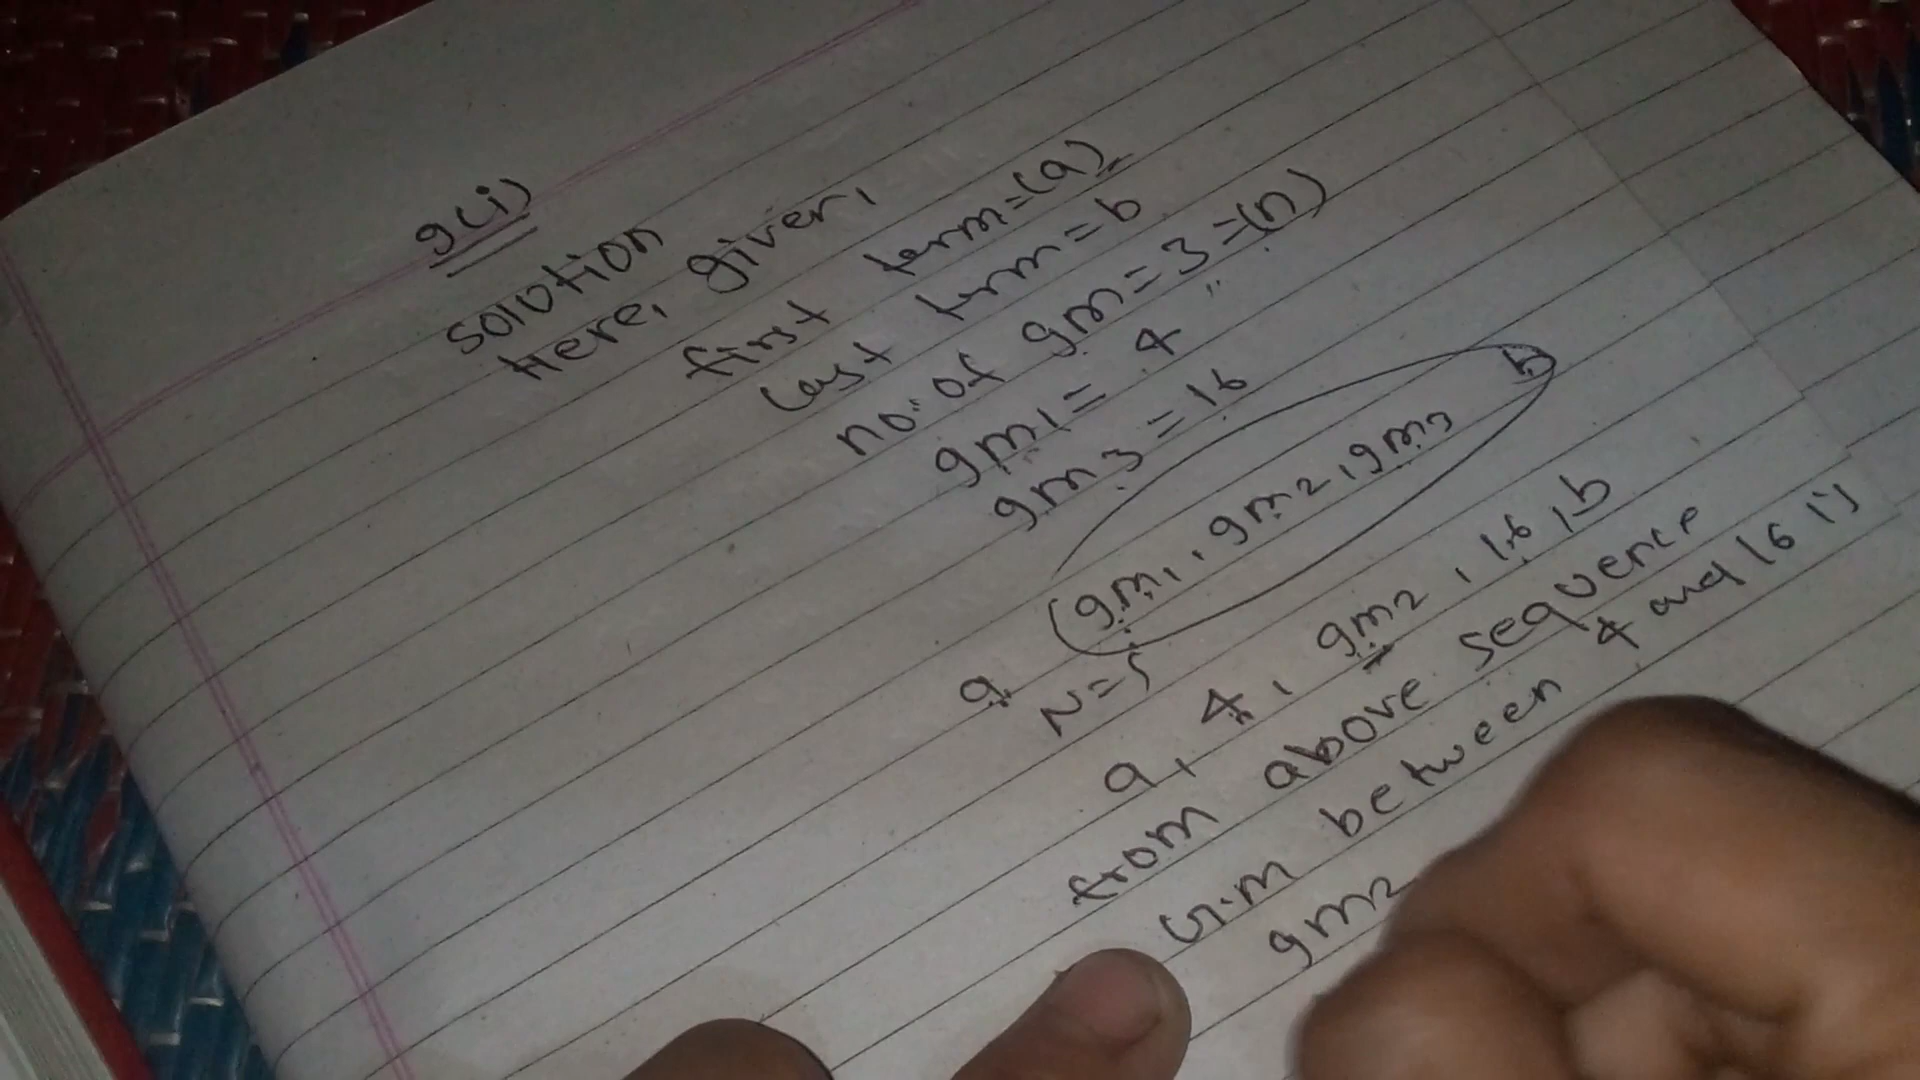 9(i)
solution
Here, given,
first term = (a)
last term = b
no. of gm = 3 = (n)
gm1 = 4
gm3 = 16
a (gm1, gm2, gm3 b
N = 5
a, 4, gm2, 16, b
from above sequence
G.M between 4 and 16 is
gm2